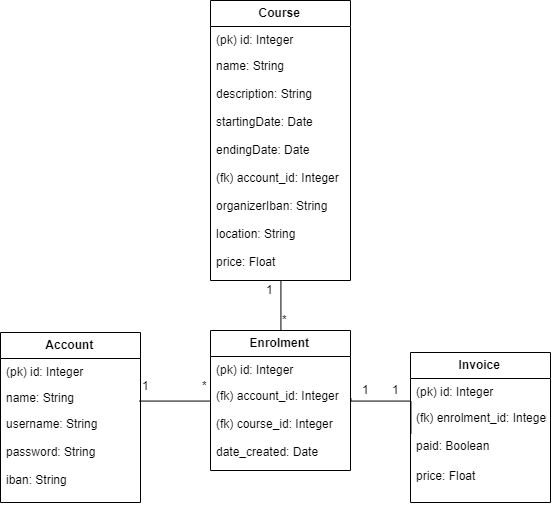 Course
(pk) id: Integer
name: String
description: String
startingDate: Date
endingDate: Date
(fk) account_id: Integer
organizerIban: String
location: String
price: Float
1
*
Account
(pk) id: Integer
name: String
username: String
password: String
iban: String
1
*
Enrolment
(pk) id: Integer
(fk) account_id: Integer
(fk) course_id: Integer
date_created: Date
1
1
Invoice
(pk) id: Integer
(fk) enrolment_id: Intege
paid: Boolean
price: Float